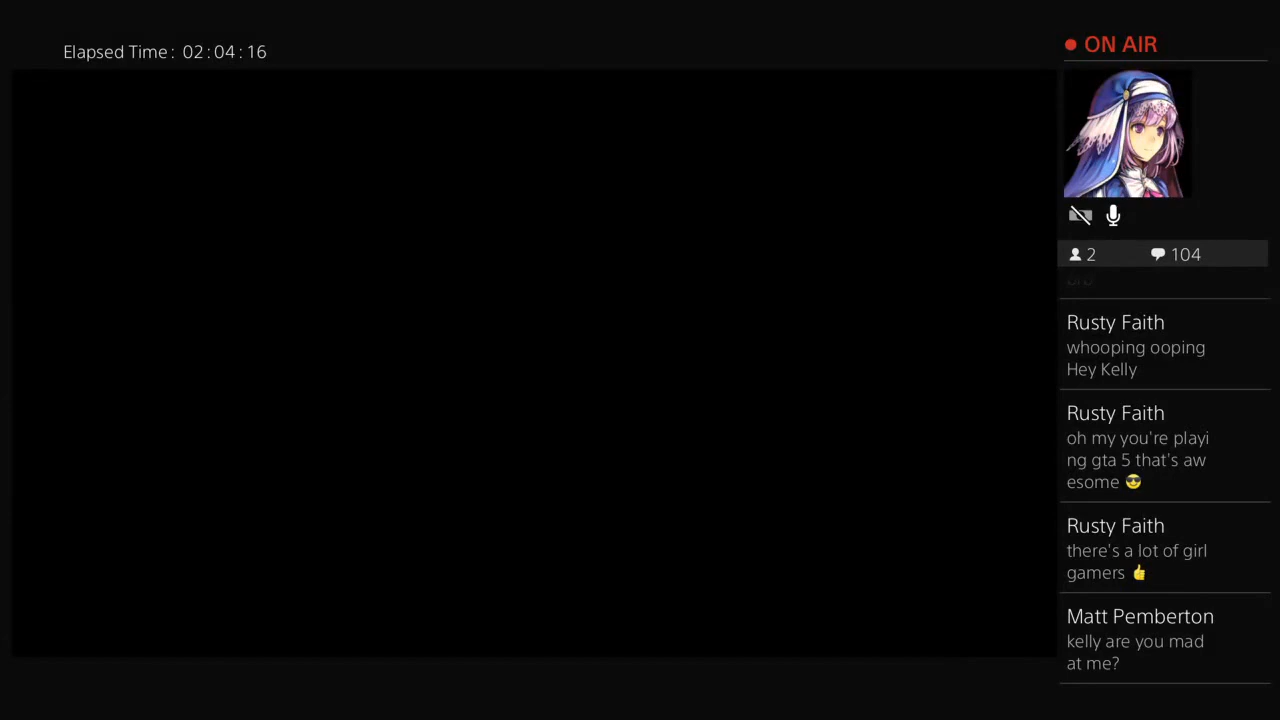 Elapsed Time: 02:04:16
ON AIR
2 104
Rusty Faith
whooping ooping
Hey Kelly
Rusty Faith
oh my you're playi
ng gta 5 that's aw
esome 😎
Rusty Faith
there's a lot of girl
gamers 👍
Matt Pemberton
kelly are you mad
at me?